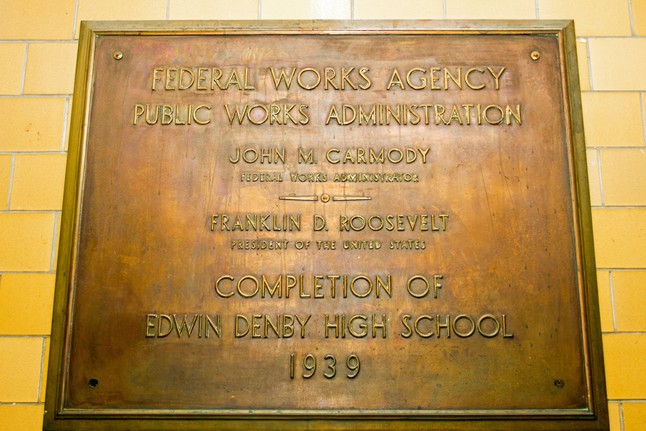 FEDERAL WORKS AGENCY
PUBLIC WORKS ADMINISTRATION
JOHN M. CARMODY
FEDERAL WORKS ADMINISTRATOR
FRANKLIN D. ROOSEVELT
PRESIDENT OF THE UNITED STATES
COMPLETION OF
EDWIN DENBY HIGH SCHOOL
1939